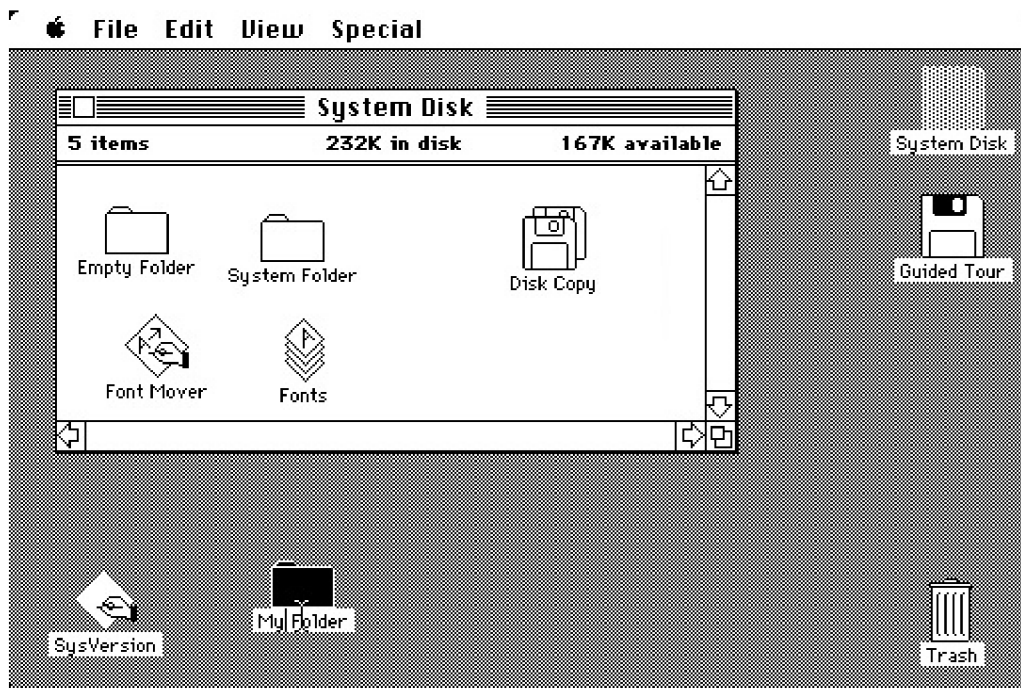 File Edit View Special
System Disk
5 items 232K in disk 167K available
Empty Folder System Folder Disk Copy
Font Mover Fonts
System Disk
Guided Tour
SysVersion My Folder Trash